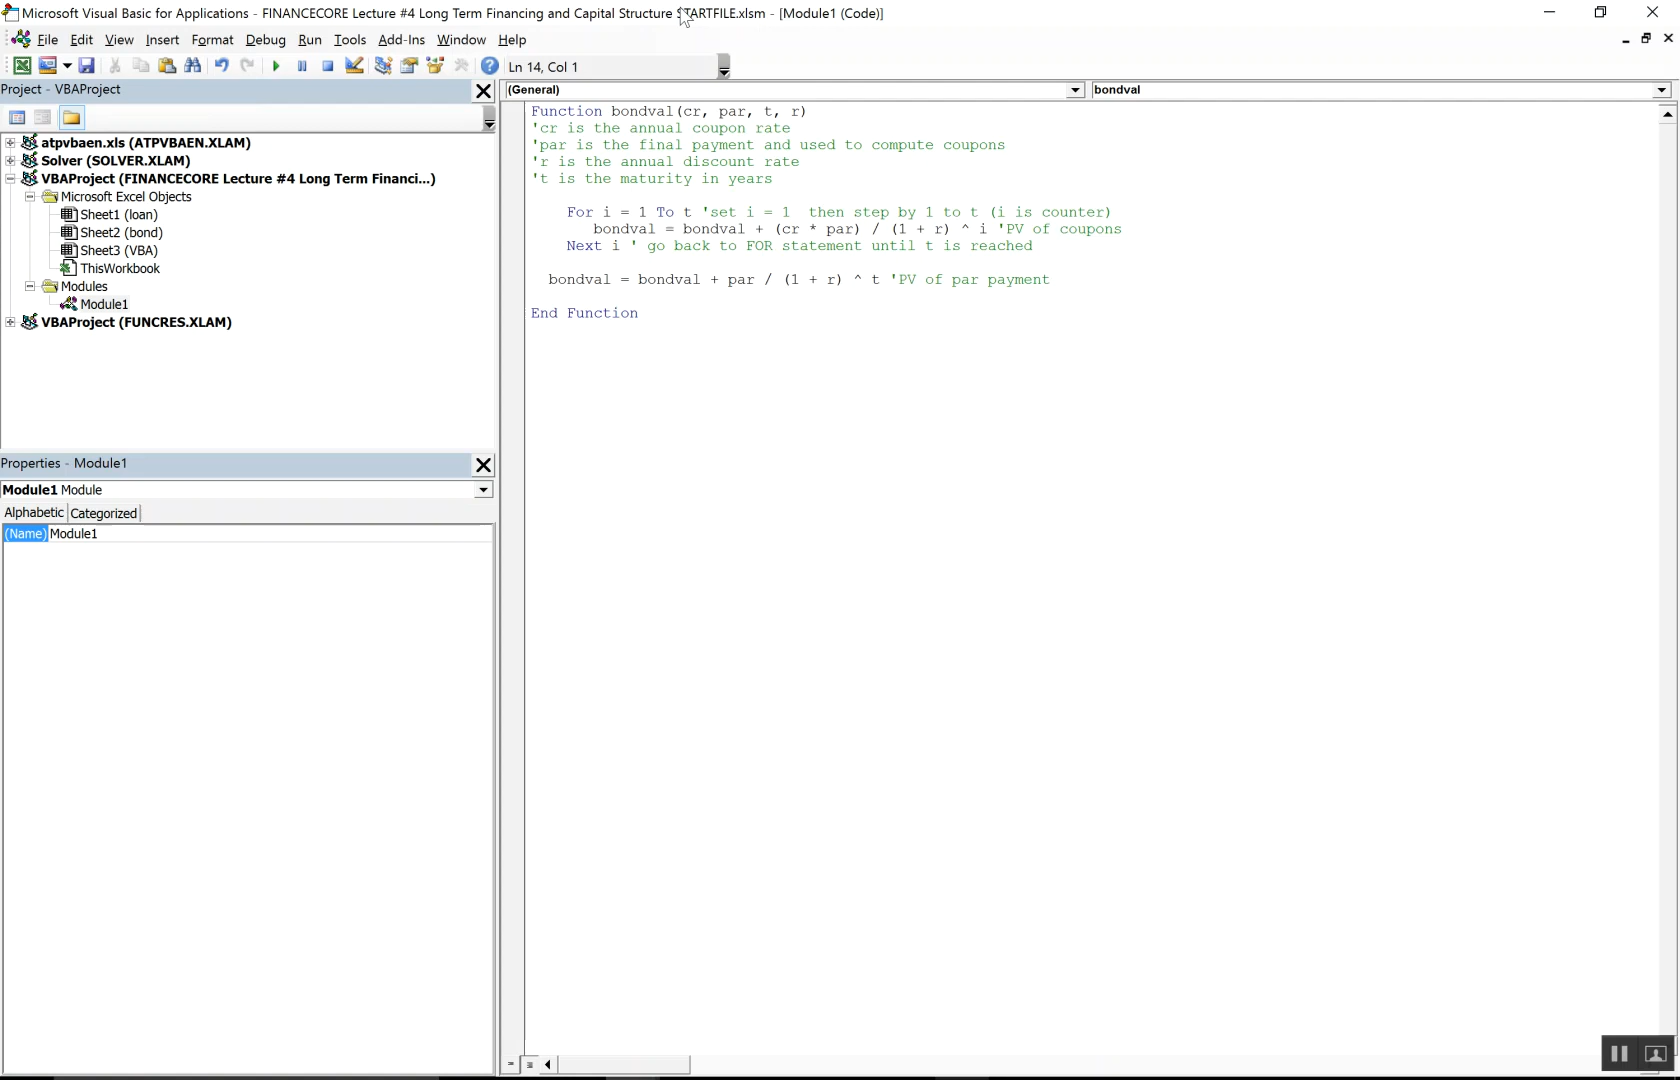 Microsoft Visual Basic for Applications - FINANCECORE Lecture #4 Long Term Financing and Capital Structure STARTFILE.xlsm - [Module1 (Code)]
File Edit View Insert Format Debug Run Tools Add-Ins Window Help
Ln 14, Col 1
Project - VBAProject
(General)
bondval
atpvbaen.xls (ATPVBAEN.XLAM)
Solver (SOLVER.XLAM)
VBAProject (FINANCECORE Lecture #4 Long Term Financi...)
Microsoft Excel Objects
Sheet1 (loan)
Sheet2 (bond)
Sheet3 (VBA)
ThisWorkbook
Modules
Module1
VBAProject (FUNCRES.XLAM)
Properties - Module1
Module1 Module
Alphabetic Categorized
(Name) Module1
Function bondval(cr, par, t, r)
'cr is the annual coupon rate
'par is the final payment and used to compute coupons
'r is the annual discount rate
't is the maturity in years
For i = 1 To t 'set i = 1  then step by 1 to t (i is counter)
bondval = bondval + (cr * par) / (1 + r) ^ i 'PV of coupons
Next i ' go back to FOR statement until t is reached
bondval = bondval + par / (1 + r) ^ t 'PV of par payment
End Function